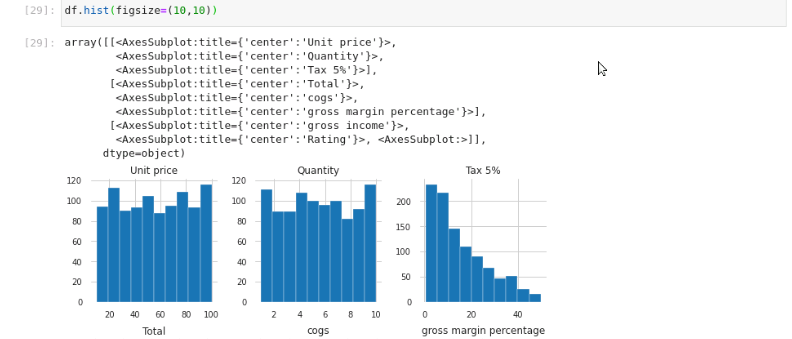 [29]: df.hist(figsize=(10,10))
[29]: array([[<AxesSubplot:title={'center':'Unit price'}>,
<AxesSubplot:title={'center':'Quantity'}>,
<AxesSubplot:title={'center':'Tax 5%'}>],
[<AxesSubplot:title={'center':'Total'}>,
<AxesSubplot:title={'center':'cogs'}>,
<AxesSubplot:title={'center':'gross margin percentage'}>],
[<AxesSubplot:title={'center':'gross income'}>,
<AxesSubplot:title={'center':'Rating'}>, <AxesSubplot:>]],
dtype=object)
Unit price
120
100
80
60
40
20
0
20 40 60 80 100
Quantity
120
100
80
60
40
20
0
2 4 6 8 10
Tax 5%
200
150
100
50
0
0 20 40
Total cogs gross margin percentage